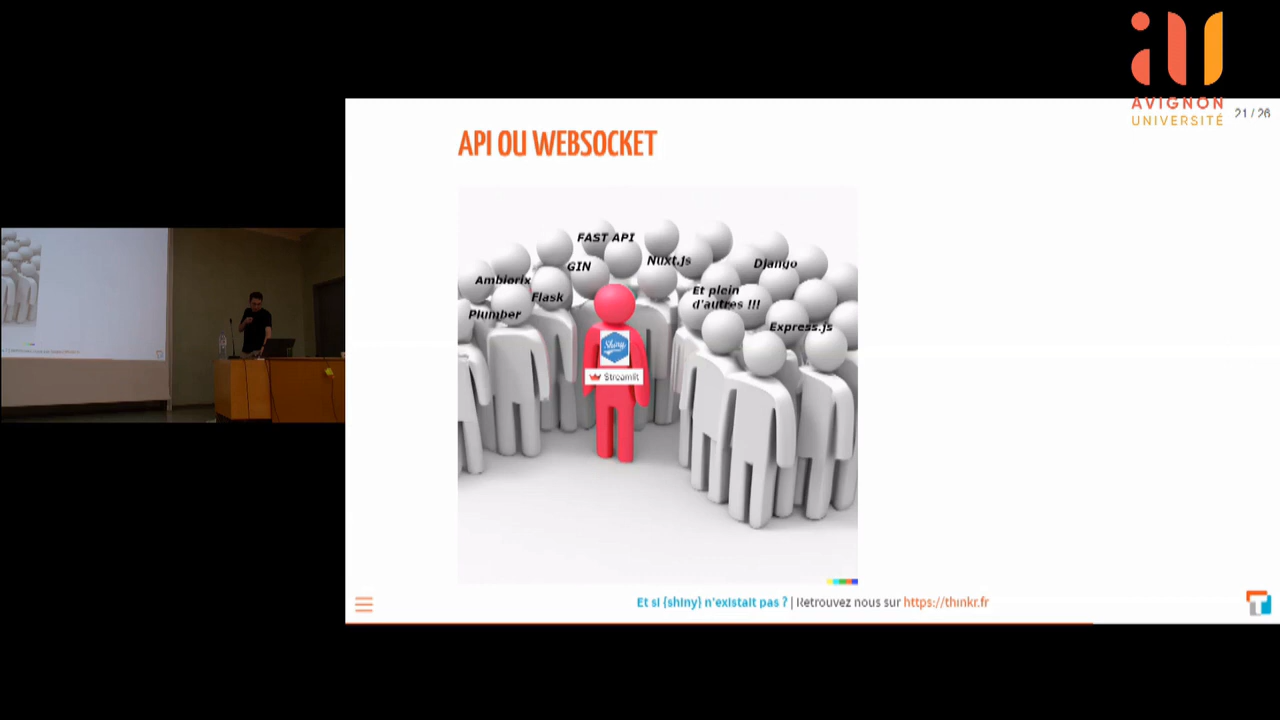 AVIGNON
UNIVERSITÉ
21 / 26
API OU WEBSOCKET
FAST API
GIN
Nuxt.js
Django
Ambiorix
Flask
Et plein
d'autres !!!
Plumber
Express.js
Shiny
Streamlit
Et si {shiny} n'existait pas ? | Retrouvez nous sur https://thinkr.fr